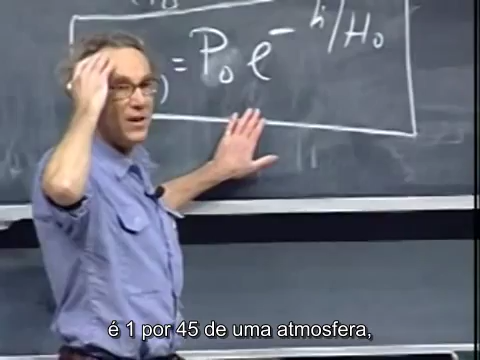 ) = P₀ e^{-h/H₀}
é 1 por 45 de uma atmosfera,